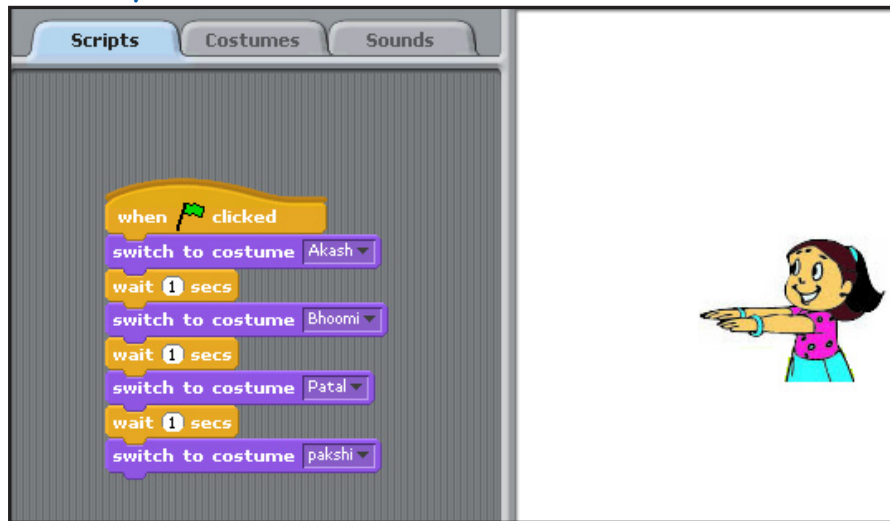 Scripts Costumes Sounds
when clicked
switch to costume Akash
wait 1 secs
switch to costume Bhoomi
wait 1 secs
switch to costume Patal
wait 1 secs
switch to costume pakshi